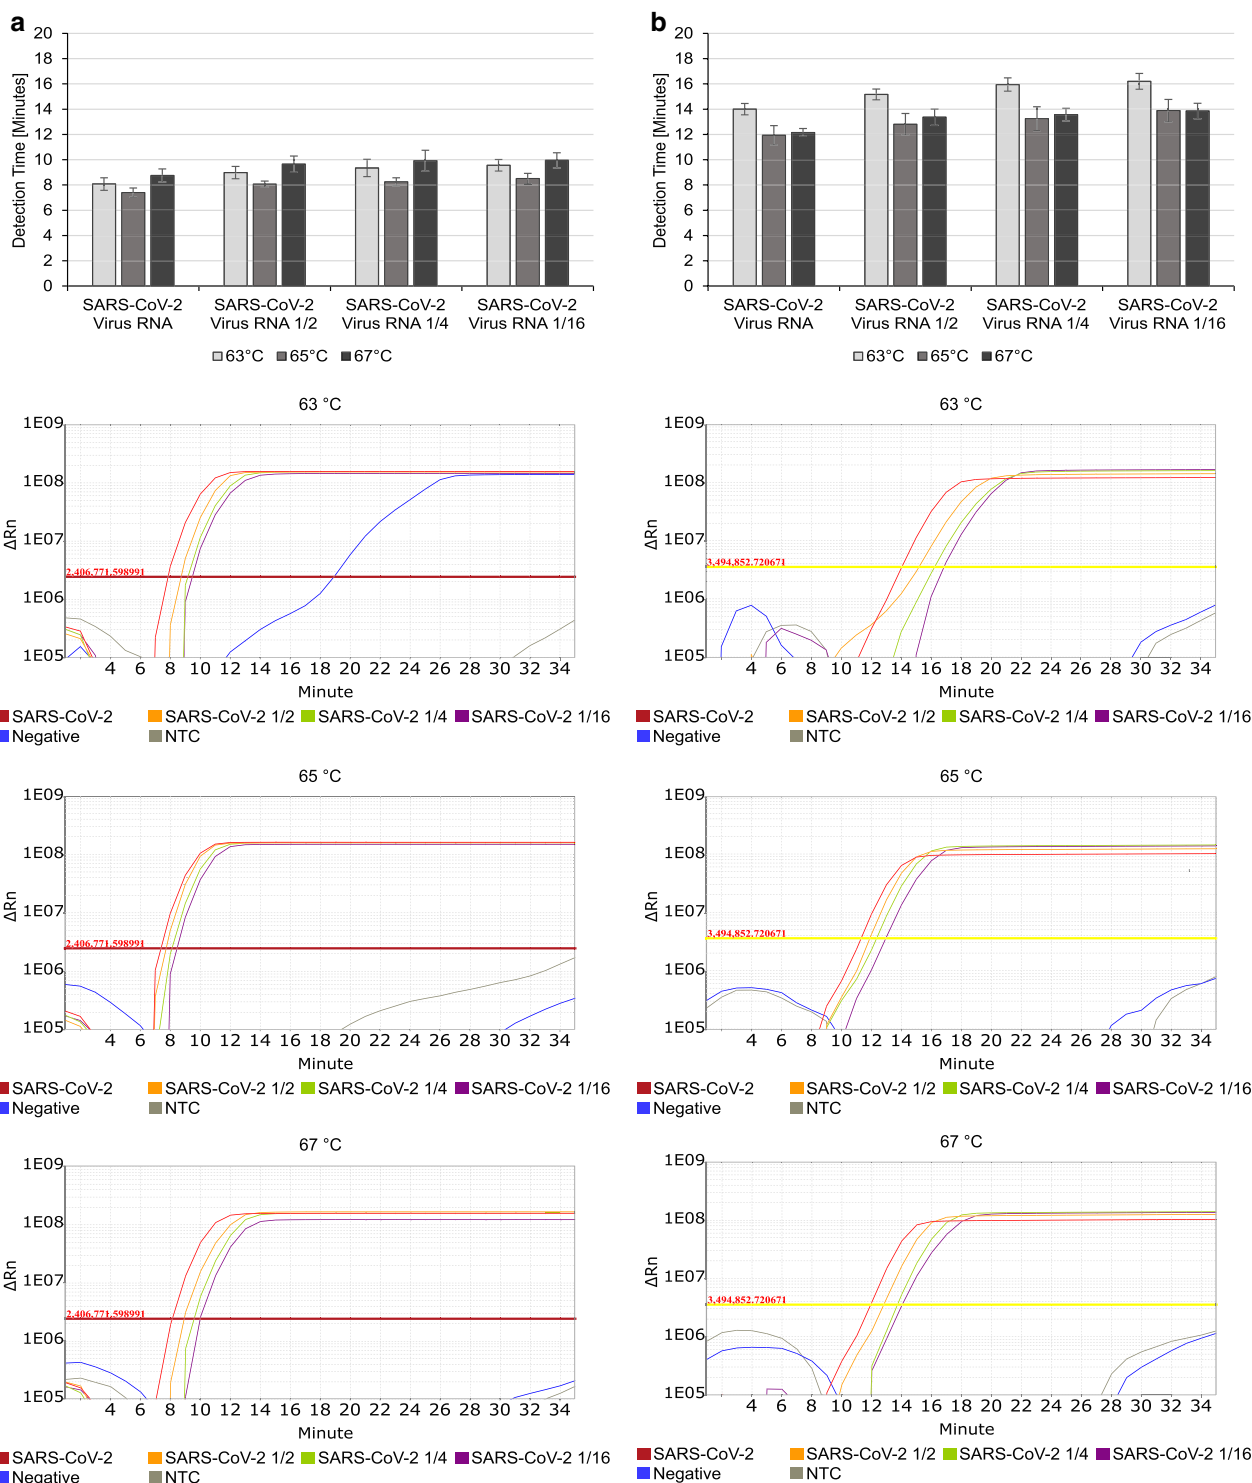 a
20
18
16
14
12
10
8
6
4
2
0
Detection Time [Minutes]
SARS-CoV-2 SARS-CoV-2 SARS-CoV-2 SARS-CoV-2
Virus RNA Virus RNA 1/2 Virus RNA 1/4 Virus RNA 1/16
63°C 65°C 67°C
b
20
18
16
14
12
10
8
6
4
2
0
Detection Time [Minutes]
SARS-CoV-2 SARS-CoV-2 SARS-CoV-2 SARS-CoV-2
Virus RNA Virus RNA 1/2 Virus RNA 1/4 Virus RNA 1/16
63°C 65°C 67°C
63 °C
1E09
1E08
1E07
1E06
1E05
ΔRn
2,406,771.598991
4 6 8 10 12 14 16 18 20 22 24 26 28 30 32 34
Minute
SARS-CoV-2 SARS-CoV-2 1/2 SARS-CoV-2 1/4 SARS-CoV-2 1/16
Negative NTC
63 °C
1E09
1E08
1E07
1E06
1E05
ΔRn
3,494,852.720671
4 6 8 10 12 14 16 18 20 22 24 26 28 30 32 34
Minute
SARS-CoV-2 SARS-CoV-2 1/2 SARS-CoV-2 1/4 SARS-CoV-2 1/16
Negative NTC
65 °C
1E09
1E08
1E07
1E06
1E05
ΔRn
2,406,771.598991
4 6 8 10 12 14 16 18 20 22 24 26 28 30 32 34
Minute
SARS-CoV-2 SARS-CoV-2 1/2 SARS-CoV-2 1/4 SARS-CoV-2 1/16
Negative NTC
65 °C
1E09
1E08
1E07
1E06
1E05
ΔRn
3,494,852.720671
4 6 8 10 12 14 16 18 20 22 24 26 28 30 32 34
Minute
SARS-CoV-2 SARS-CoV-2 1/2 SARS-CoV-2 1/4 SARS-CoV-2 1/16
Negative NTC
67 °C
1E09
1E08
1E07
1E06
1E05
ΔRn
2,406,771.598991
4 6 8 10 12 14 16 18 20 22 24 26 28 30 32 34
Minute
SARS-CoV-2 SARS-CoV-2 1/2 SARS-CoV-2 1/4 SARS-CoV-2 1/16
Negative NTC
67 °C
1E09
1E08
1E07
1E06
1E05
ΔRn
3,494,852.720671
4 6 8 10 12 14 16 18 20 22 24 26 28 30 32 34
Minute
SARS-CoV-2 SARS-CoV-2 1/2 SARS-CoV-2 1/4 SARS-CoV-2 1/16
Negative NTC